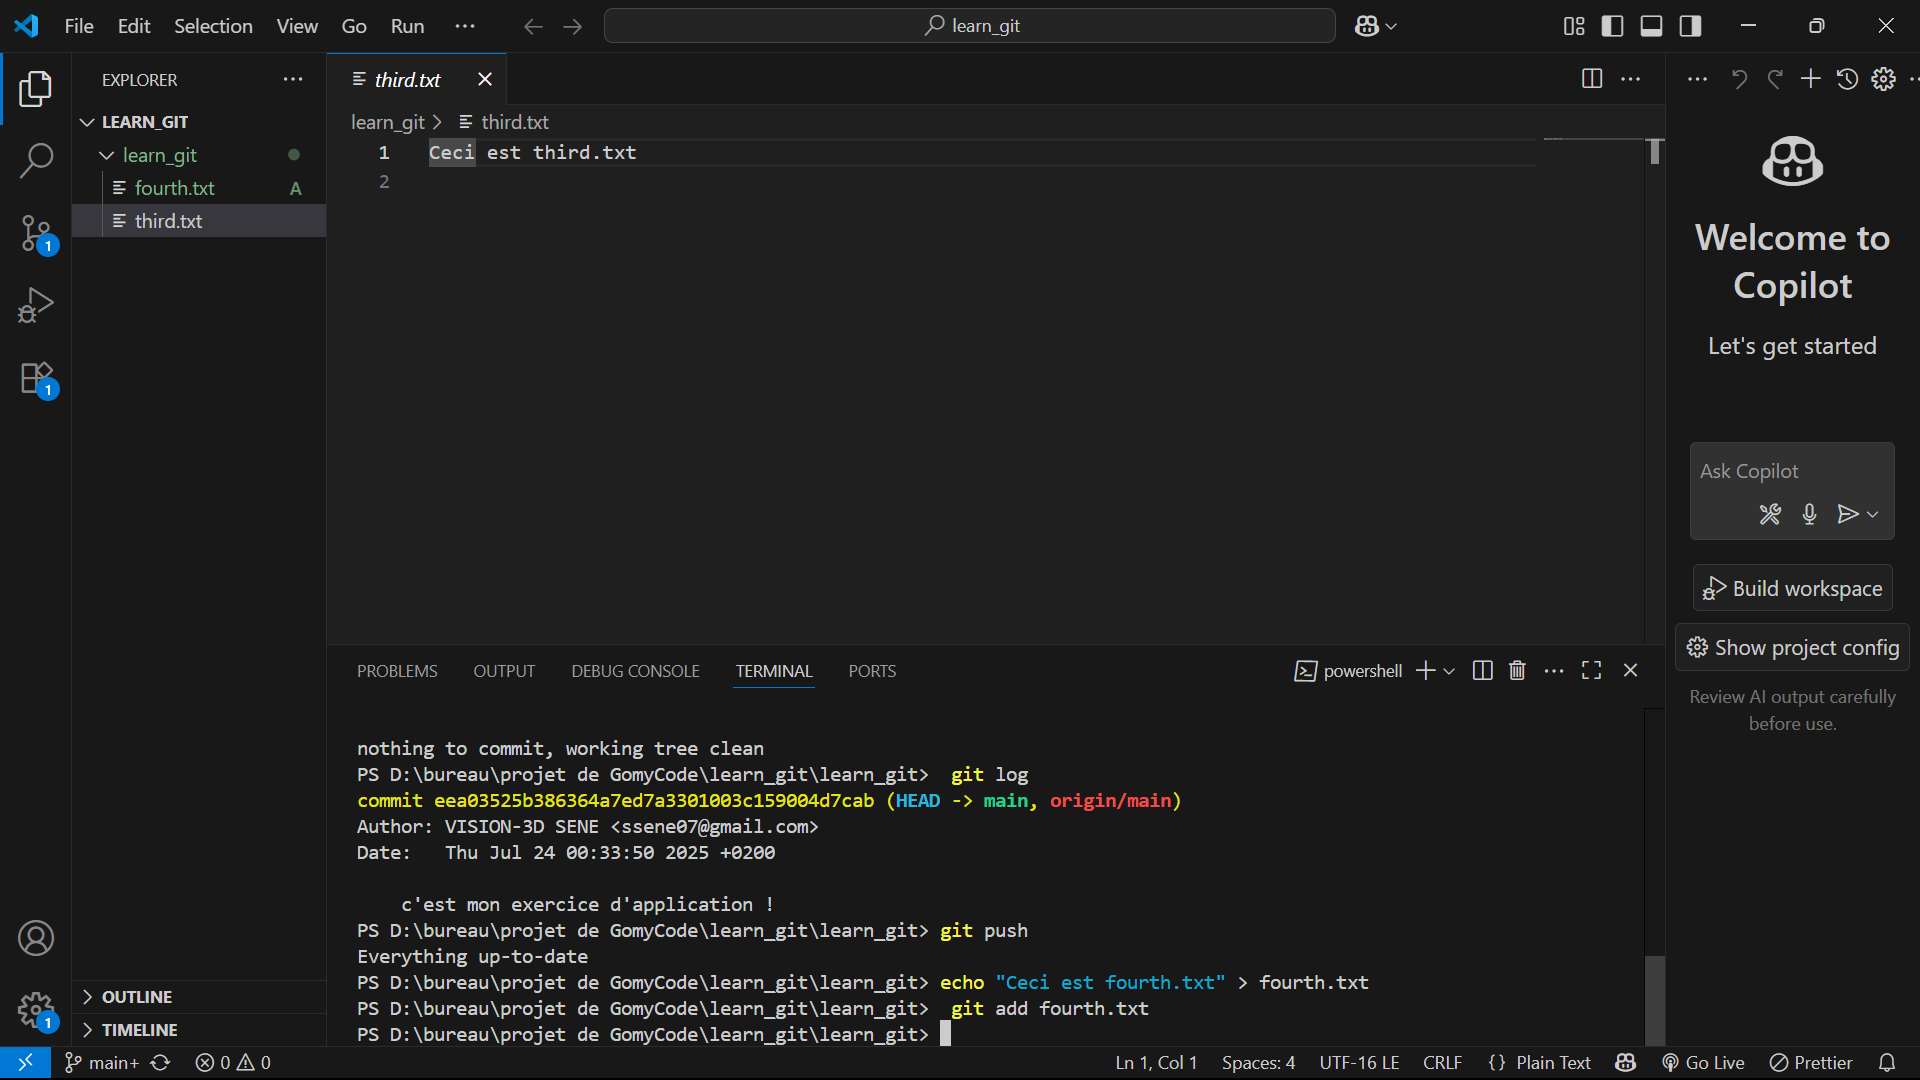 File Edit Selection View Go Run
learn_git
EXPLORER
LEARN_GIT
learn_git
fourth.txt A
third.txt
1
1
1
third.txt
learn_git > third.txt
1 Ceci est third.txt
2
Welcome to
Copilot
Let's get started
Ask Copilot
Build workspace
Show project config
Review AI output carefully
before use.
PROBLEMS OUTPUT DEBUG CONSOLE TERMINAL PORTS
powershell
nothing to commit, working tree clean
PS D:\bureau\projet de GomyCode\learn_git\learn_git>  git log
commit eea03525b386364a7ed7a3301003c159004d7cab (HEAD -> main, origin/main)
Author: VISION-3D SENE <ssene07@gmail.com>
Date:   Thu Jul 24 00:33:50 2025 +0200
    c'est mon exercice d'application !
PS D:\bureau\projet de GomyCode\learn_git\learn_git> git push
Everything up-to-date
PS D:\bureau\projet de GomyCode\learn_git\learn_git> echo "Ceci est fourth.txt" > fourth.txt
PS D:\bureau\projet de GomyCode\learn_git\learn_git>  git add fourth.txt
PS D:\bureau\projet de GomyCode\learn_git\learn_git>
OUTLINE
TIMELINE
main+ 0 0 Ln 1, Col 1 Spaces: 4 UTF-16 LE CRLF {} Plain Text Go Live Prettier